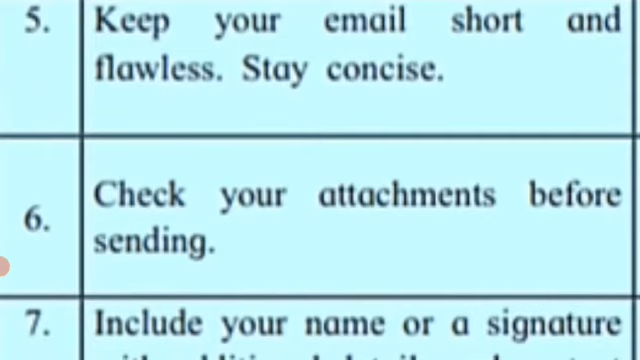 5. Keep your email short and
flawless. Stay concise.
6. Check your attachments before
sending.
7. Include your name or a signature